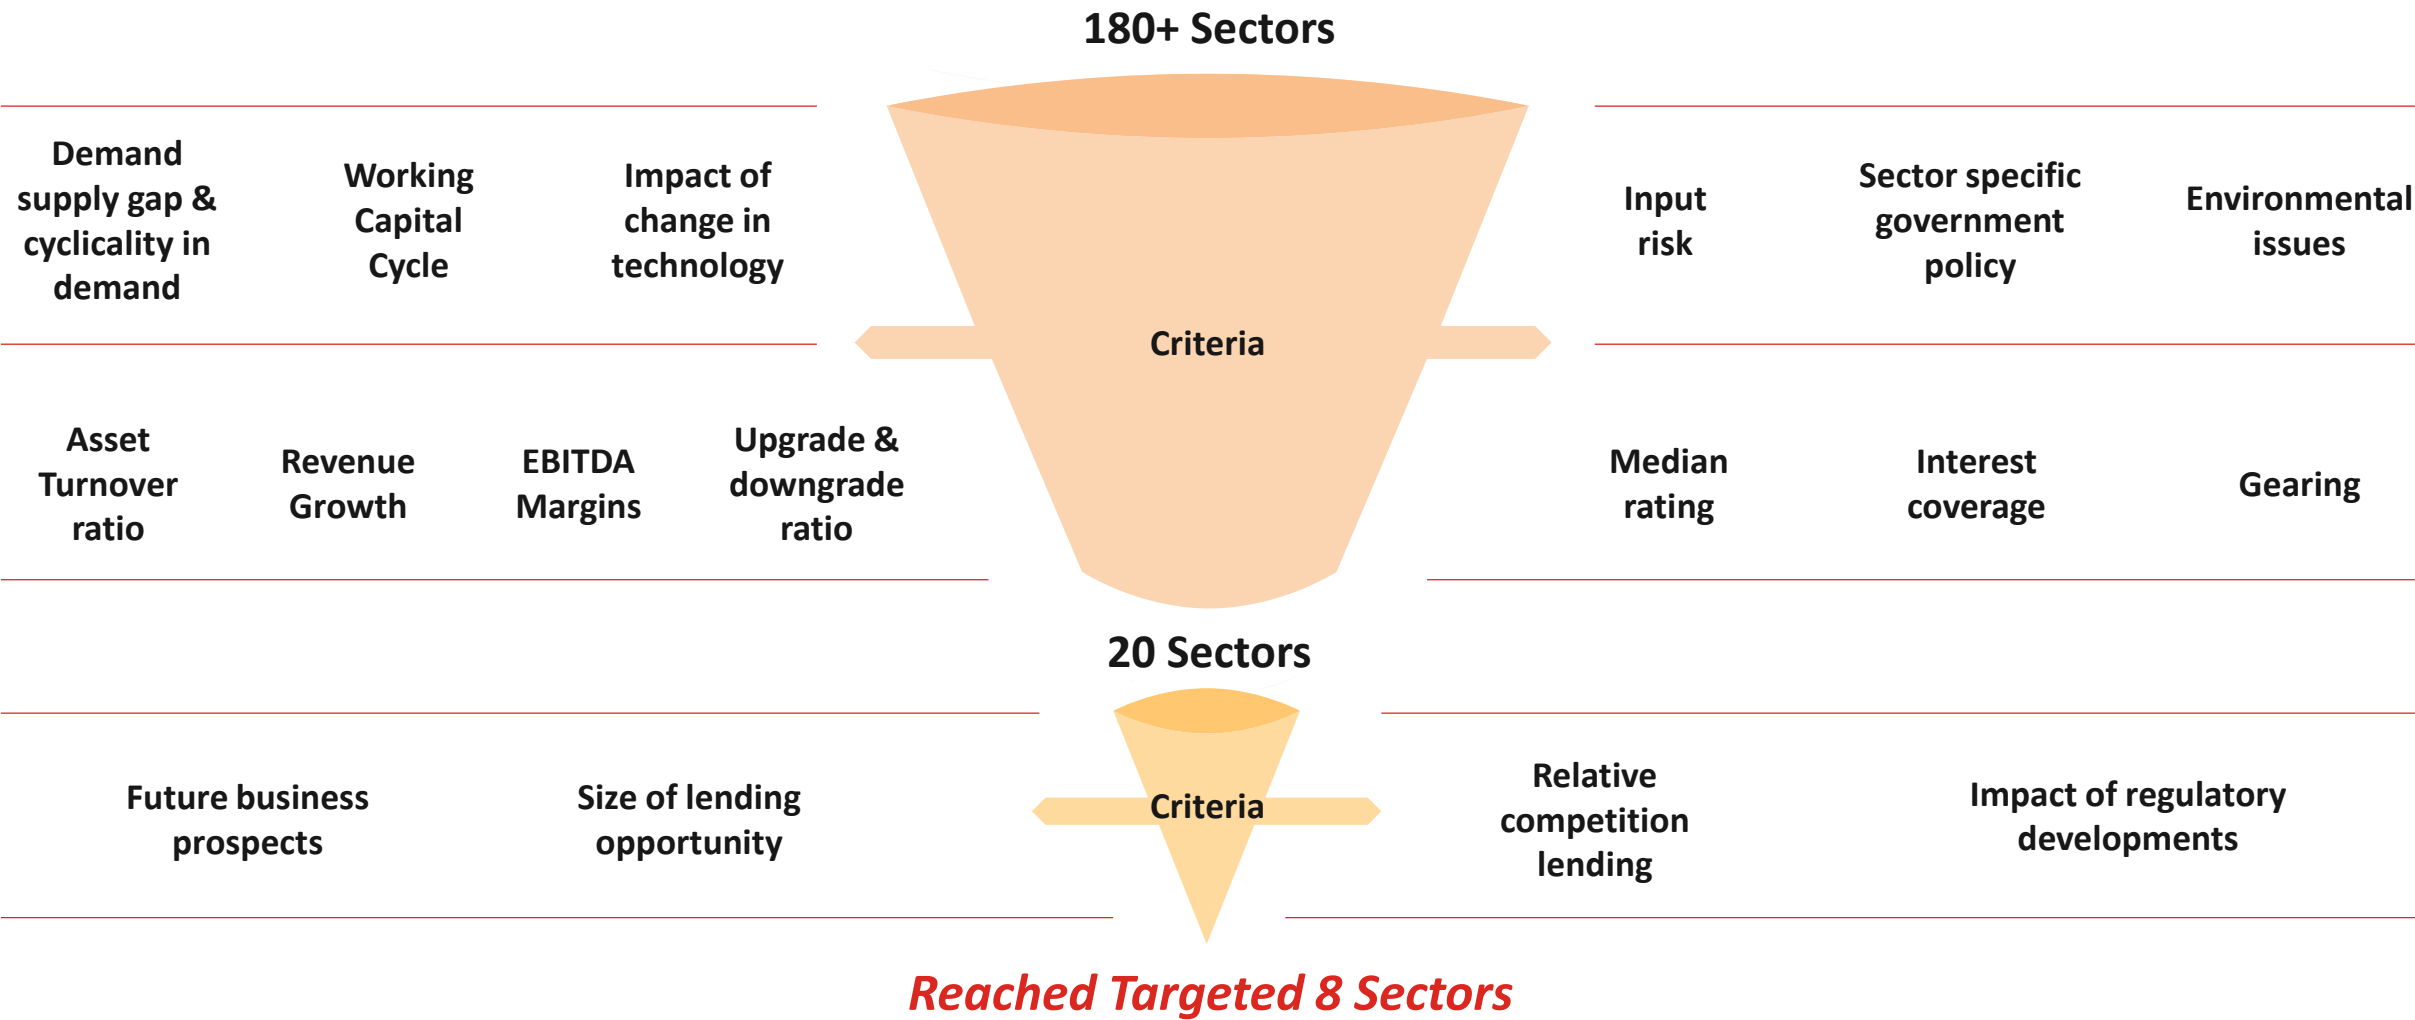 180+ Sectors
Demand
supply gap &
cyclicality in
demand
Working
Capital
Cycle
Impact of
change in
technology
Input
risk
Sector specific
government
policy
Environmental
issues
Criteria
Asset
Turnover
ratio
Revenue
Growth
EBITDA
Margins
Upgrade &
downgrade
ratio
Median
rating
Interest
coverage
Gearing
20 Sectors
Future business
prospects
Size of lending
opportunity
Criteria
Relative
competition
lending
Impact of regulatory
developments
Reached Targeted 8 Sectors